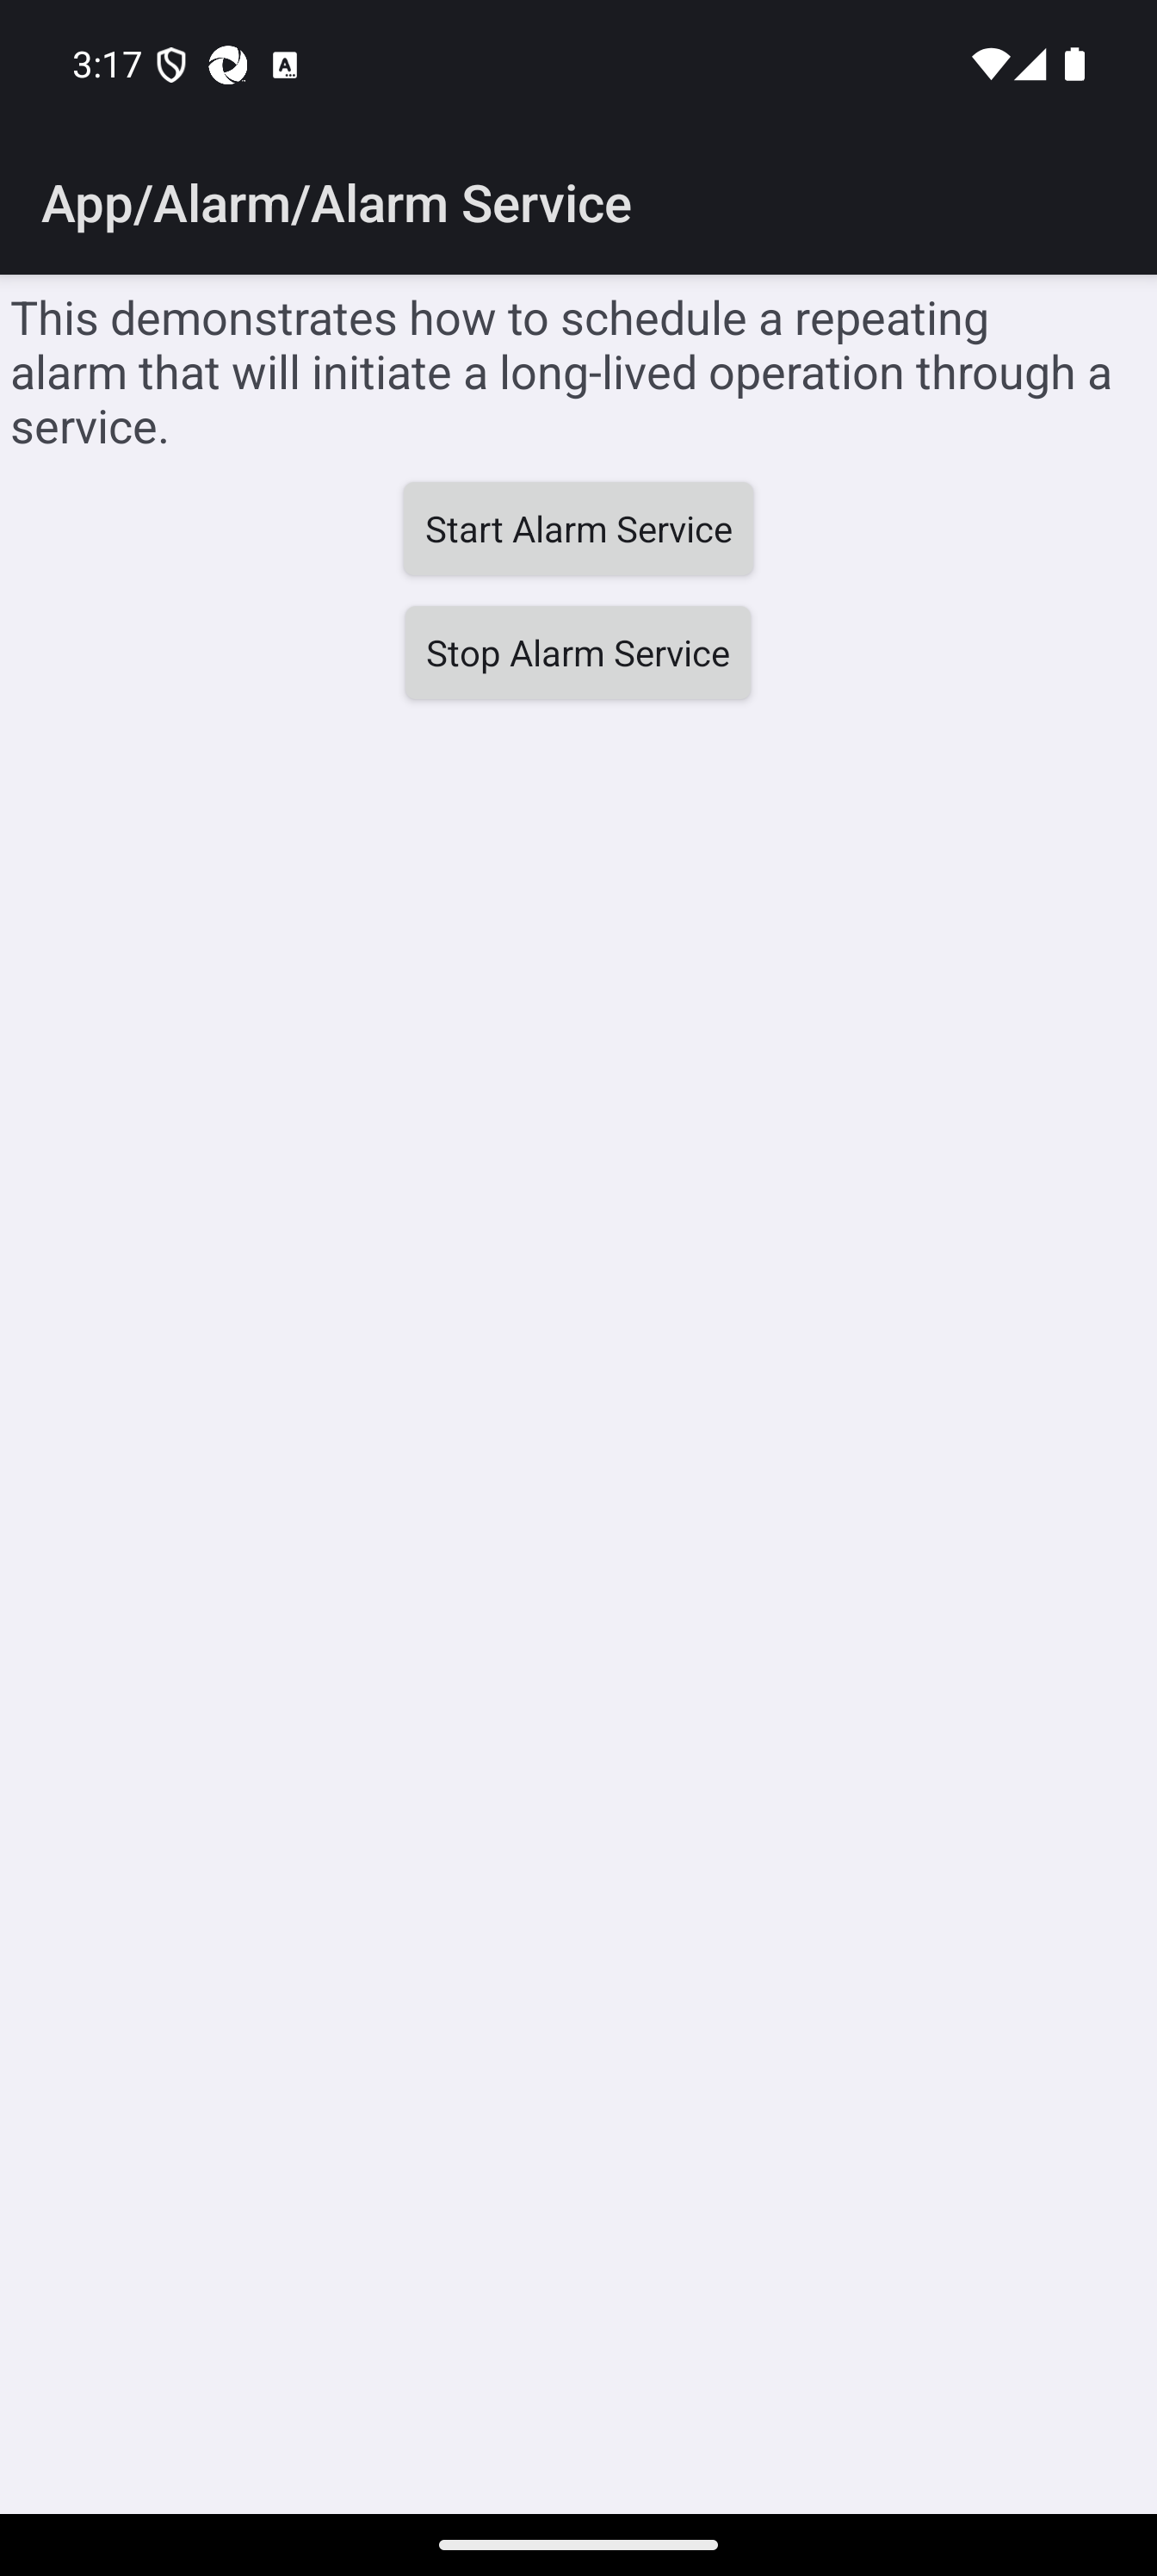 3:17
App/Alarm/Alarm Service
This demonstrates how to schedule a repeating
alarm that will initiate a long-lived operation through a
service.
Start Alarm Service
Stop Alarm Service